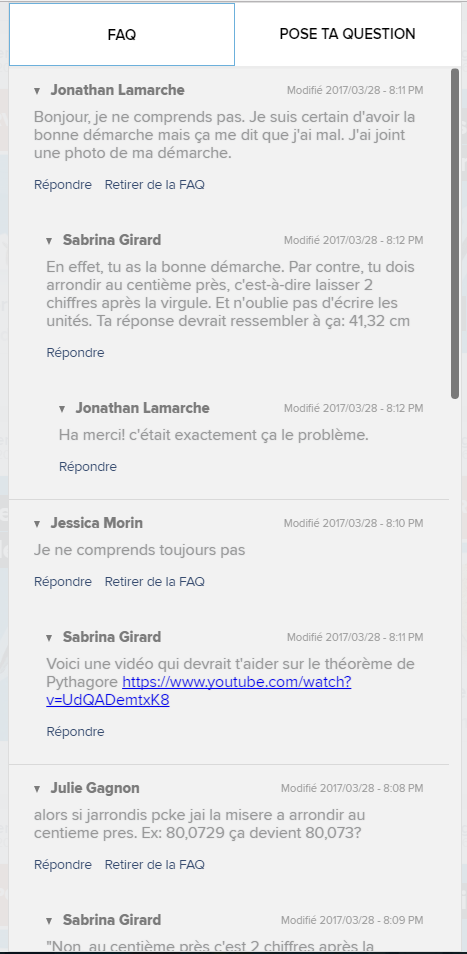 FAQ
POSE TA QUESTION
▼ Jonathan Lamarche Modifié 2017/03/28 - 8:11 PM
Bonjour, je ne comprends pas. Je suis certain d'avoir la
bonne démarche mais ça me dit que j'ai mal. J'ai joint
une photo de ma démarche.
Répondre Retirer de la FAQ
▼ Sabrina Girard Modifié 2017/03/28 - 8:12 PM
En effet, tu as la bonne démarche. Par contre, tu dois
arrondir au centième près, c'est-à-dire laisser 2
chiffres après la virgule. Et n'oublie pas d'écrire les
unités. Ta réponse devrait ressembler à ça: 41,32 cm
Répondre
▼ Jonathan Lamarche Modifié 2017/03/28 - 8:12 PM
Ha merci! c'était exactement ça le problème.
Répondre
▼ Jessica Morin Modifié 2017/03/28 - 8:10 PM
Je ne comprends toujours pas
Répondre Retirer de la FAQ
▼ Sabrina Girard Modifié 2017/03/28 - 8:11 PM
Voici une vidéo qui devrait t'aider sur le théorème de
Pythagore https://www.youtube.com/watch?
v=UdQADemtxK8
Répondre
▼ Julie Gagnon Modifié 2017/03/28 - 8:08 PM
alors si jarrondis pcke jai la misere a arrondir au
centieme pres. Ex: 80,0729 ça devient 80,073?
Répondre Retirer de la FAQ
▼ Sabrina Girard Modifié 2017/03/28 - 8:09 PM
"Non, au centième près c'est 2 chiffres après la